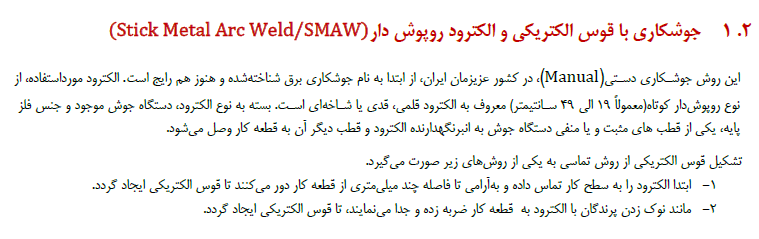 ۱.۲ جوشکاری با قوس الکتریکی و الکترود روپوش دار (Stick Metal Arc Weld/SMAW)
این روش جوشکاری دستی(Manual)، در کشور عزیزمان ایران، از ابتدا به نام جوشکاری برق شناخته‌شده و هنوز هم رایج است. الکترود مورداستفاده، از
نوع روپوش‌دار کوتاه(معمولاً ۱۹ الی ۴۹ سانتیمتر) معروف به الکترود قلمی، قدی یا شاخه‌ای است. بسته به نوع الکترود، دستگاه جوش موجود و جنس فلز
پایه، یکی از قطب های مثبت و یا منفی دستگاه جوش به انبرنگهدارنده الکترود و قطب دیگر آن به قطعه کار وصل می‌شود.
تشکیل قوس الکتریکی از روش تماسی به یکی از روش‌های زیر صورت می‌گیرد.
۱- ابتدا الکترود را به سطح کار تماس داده و به‌آرامی تا فاصله چند میلی‌متری از قطعه کار دور می‌کنند تا قوس الکتریکی ایجاد گردد.
۲- مانند نوک زدن پرندگان با الکترود به قطعه کار ضربه زده و جدا می‌نمایند، تا قوس الکتریکی ایجاد گردد.